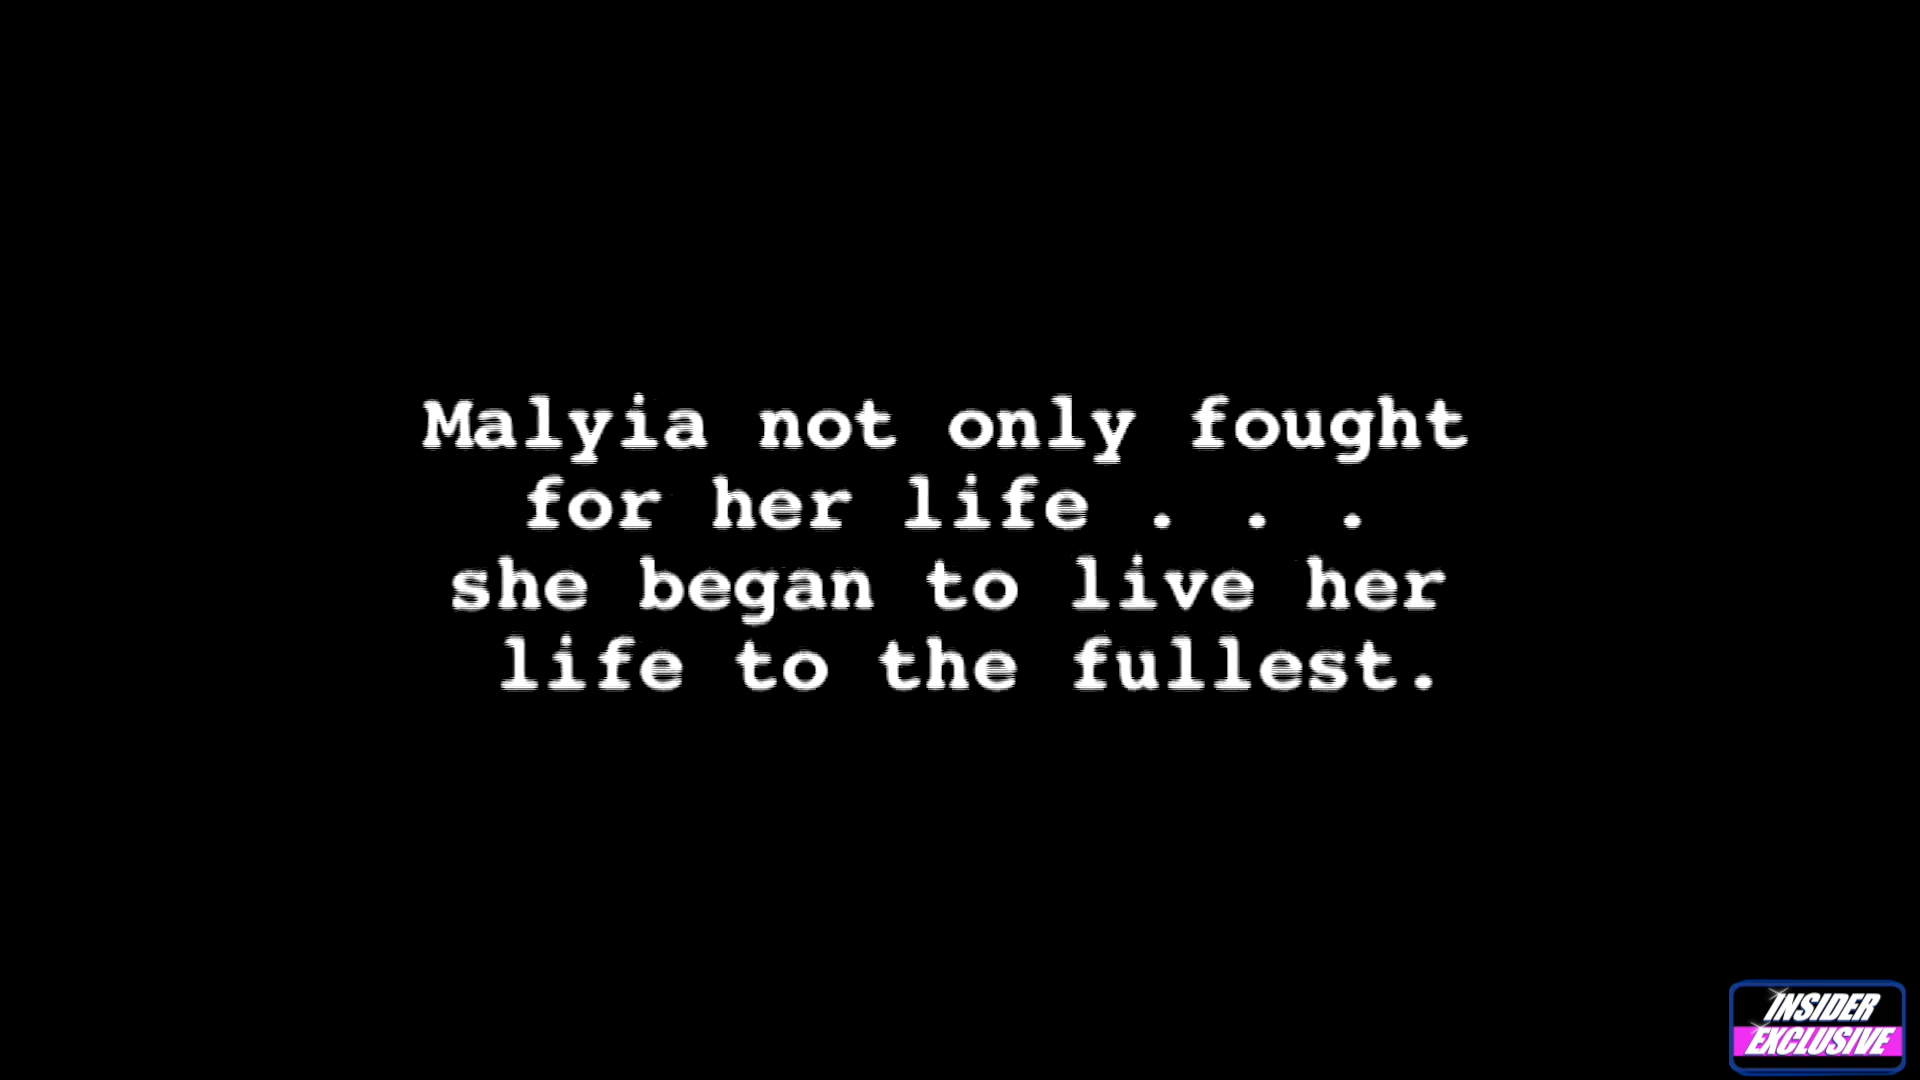 Malyia not only fought
for her life . . .
she began to live her
life to the fullest.
INSIDER
EXCLUSIVE